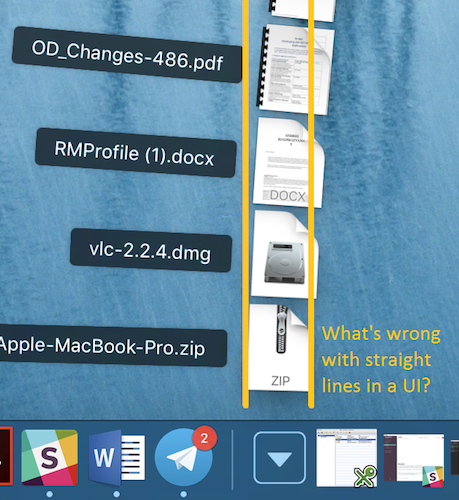 OD_Changes-486.pdf
RMProfile (1).docx
DOCX
vlc-2.2.4.dmg
Apple-MacBook-Pro.zip
ZIP
What's wrong
with straight
lines in a UI?
S
W
2
X
S